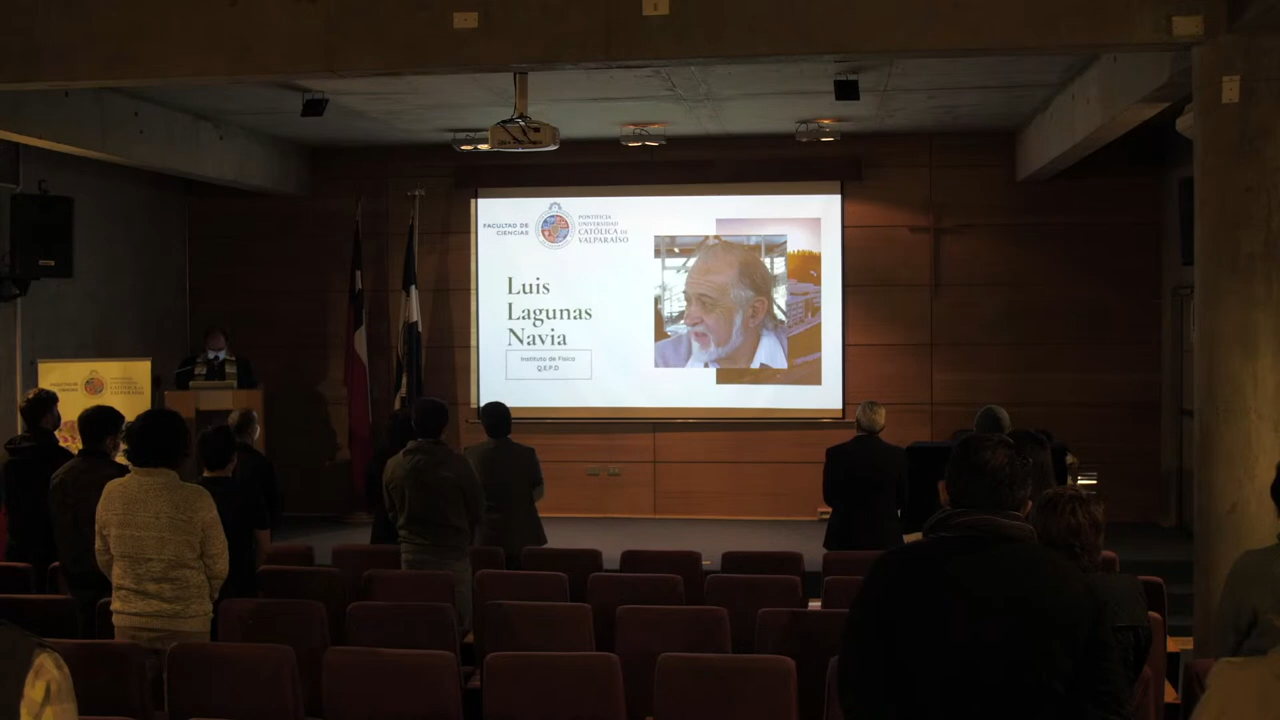 FACULTAD DE
CIENCIAS
PONTIFICIA
UNIVERSIDAD
CATÓLICA DE
VALPARAÍSO
Luis
Lagunas
Navia
Instituto de Física
Q.E.P.D